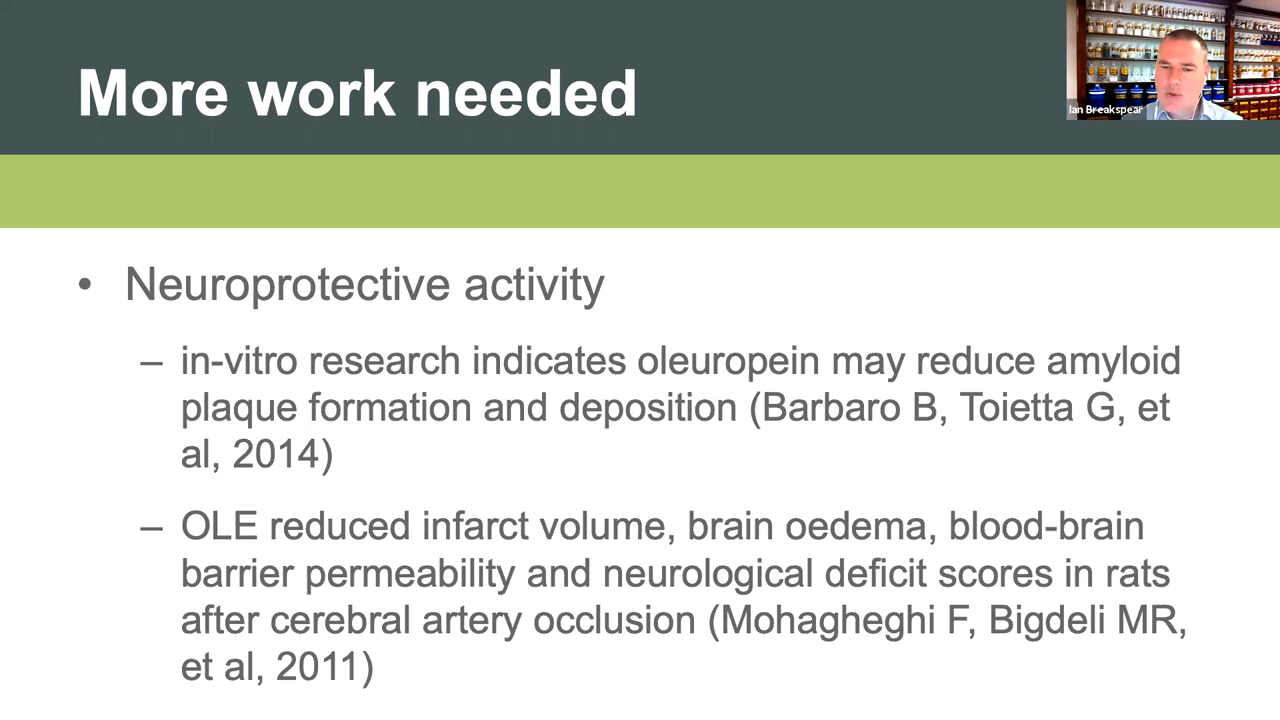 More work needed
Ian Breakspear
• Neuroprotective activity
– in-vitro research indicates oleuropein may reduce amyloid
plaque formation and deposition (Barbaro B, Toietta G, et
al, 2014)
– OLE reduced infarct volume, brain oedema, blood-brain
barrier permeability and neurological deficit scores in rats
after cerebral artery occlusion (Mohagheghi F, Bigdeli MR,
et al, 2011)